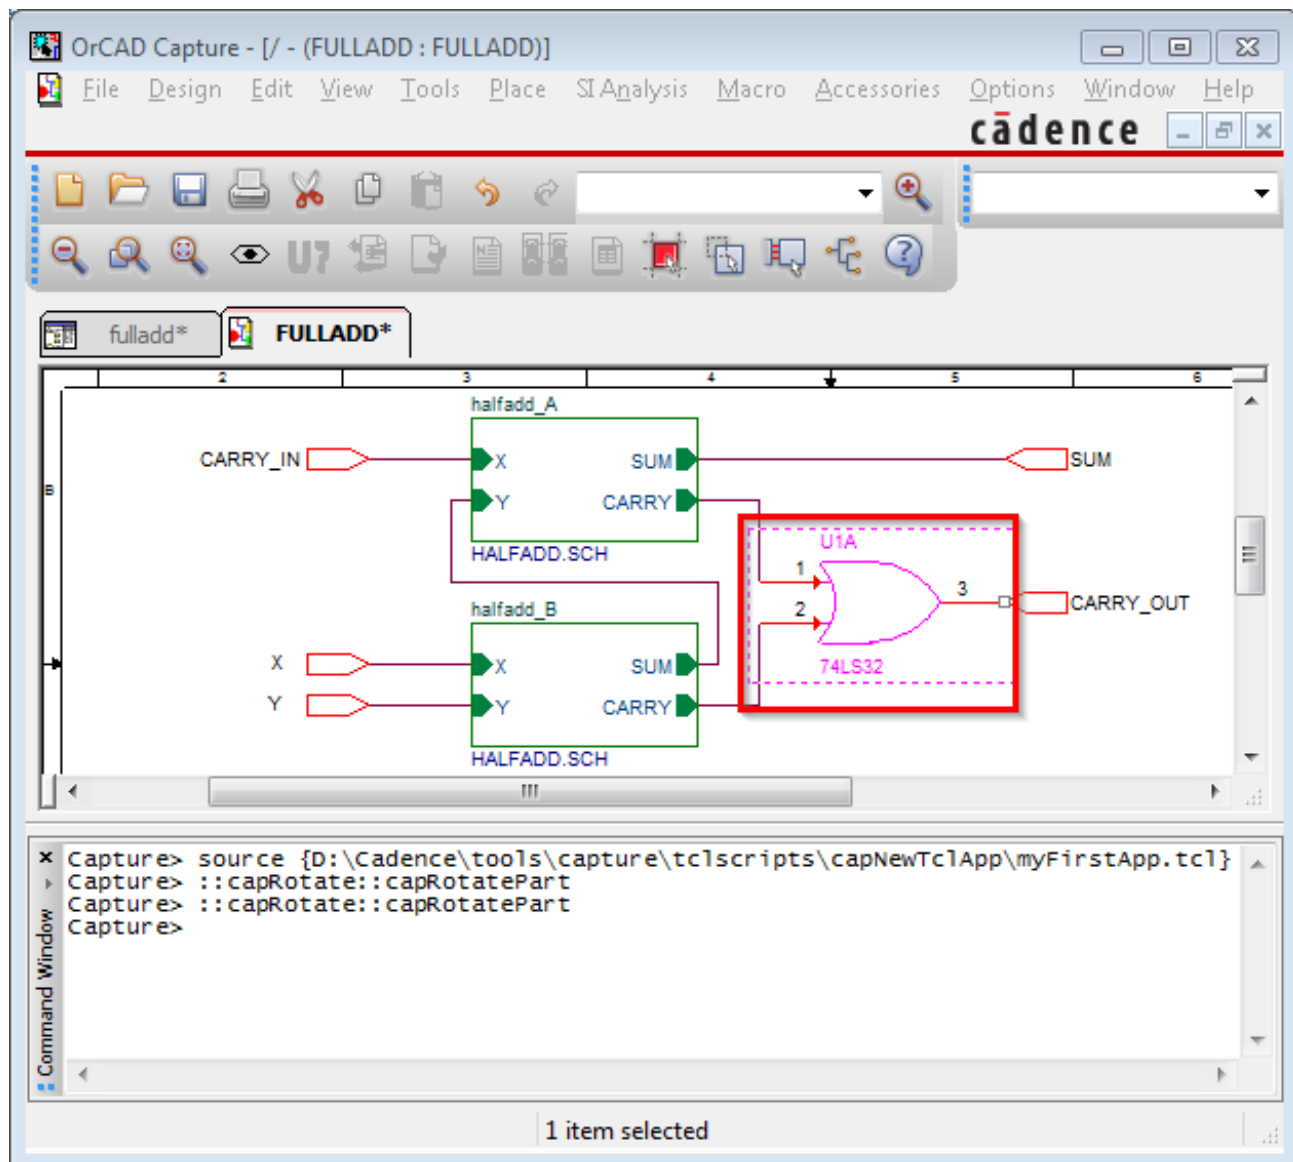 OrCAD Capture - [/ - (FULLADD : FULLADD)]
File Design Edit View Tools Place SI Analysis Macro Accessories Options Window Help
cādence
U?
fulladd* FULLADD*
2 3 4 5 6
B
halfadd_A
CARRY_IN X SUM SUM
Y CARRY
HALFADD.SCH
U1A
1
2
3
CARRY_OUT
74LS32
halfadd_B
X X SUM
Y Y CARRY
HALFADD.SCH
Capture> source {D:\Cadence\tools\capture\tclscripts\capNewTclApp\myFirstApp.tcl}
Capture> ::capRotate::capRotatePart
Capture> ::capRotate::capRotatePart
Capture>
Command Window
1 item selected